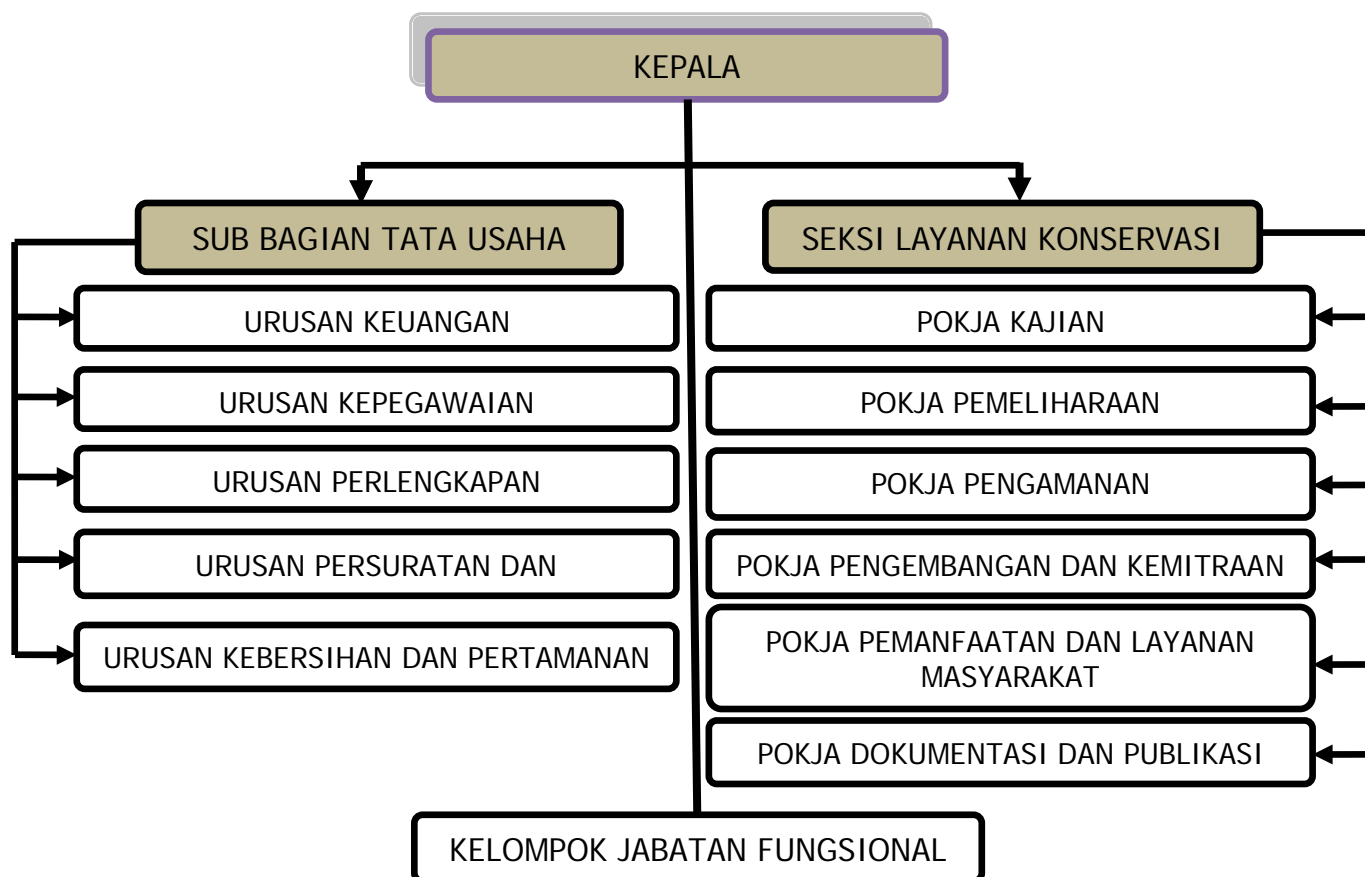 KEPALA
SUB BAGIAN TATA USAHA
URUSAN KEUANGAN
URUSAN KEPEGAWAIAN
URUSAN PERLENGKAPAN
URUSAN PERSURATAN DAN
URUSAN KEBERSIHAN DAN PERTAMANAN
SEKSI LAYANAN KONSERVASI
POKJA KAJIAN
POKJA PEMELIHARAAN
POKJA PENGAMANAN
POKJA PENGEMBANGAN DAN KEMITRAAN
POKJA PEMANFAATAN DAN LAYANAN
MASYARAKAT
POKJA DOKUMENTASI DAN PUBLIKASI
KELOMPOK JABATAN FUNGSIONAL